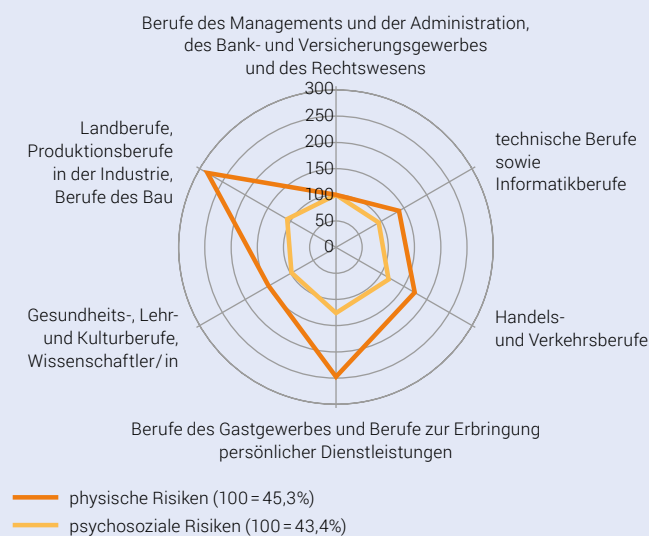 Berufe des Managements und der Administration,
des Bank- und Versicherungsgewerbes
und des Rechtswesens
300
250
200
150
100
50
0
Landberufe,
Produktionsberufe
in der Industrie,
Berufe des Bau
technische Berufe
sowie
Informatikberufe
Gesundheits-, Lehr-
und Kulturberufe,
Wissenschaftler/in
Handels-
und Verkehrsberufe
Berufe des Gastgewerbes und Berufe zur Erbringung
persönlicher Dienstleistungen
physische Risiken (100 = 45,3%)
psychosoziale Risiken (100 = 43,4%)